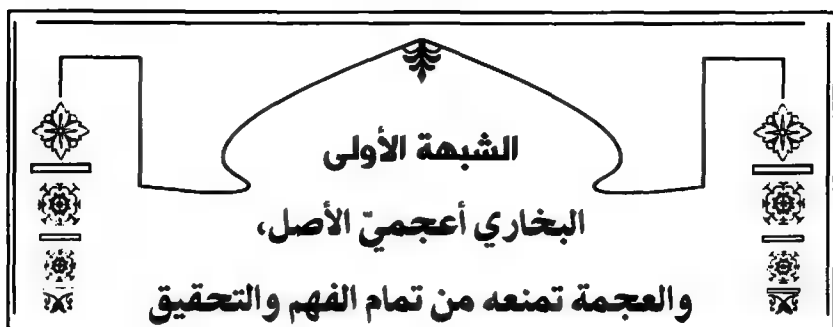 الشبهة الأولى
البخاري أعجميّ الأصل،
والعجمة تمنعه من تمام الفهم والتحقيق